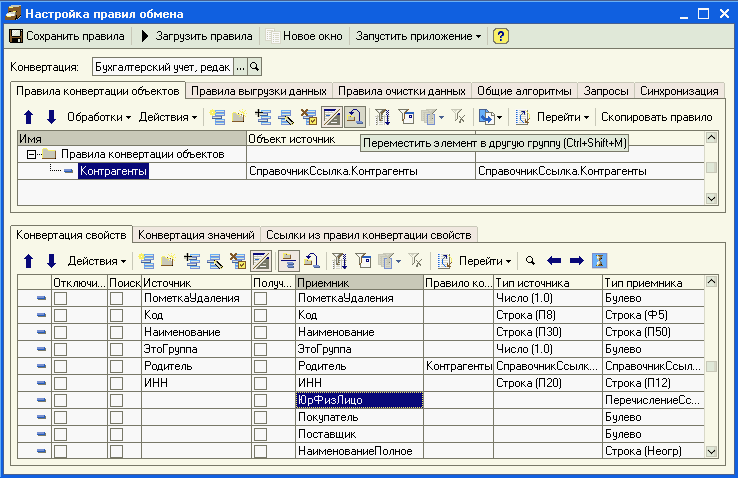 Настройка правил обмена
Сохранить правила Загрузить правила Новое окно Запустить приложение
Конвертация: Бухгалтерский учет, редак ...
Правила конвертации объектов Правила выгрузки данных Правила очистки данных Общие алгоритмы Запросы Синхронизация
Обработки Действия Перейти Скопировать правило
Имя Объект источник
Переместить элемент в другую группу (Ctrl+Shift+M)
Правила конвертации объектов
Контрагенты СправочникСсылка.Контрагенты СправочникСсылка.Контрагенты
Конвертация свойств Конвертация значений Ссылки из правил конвертации свойств
Действия Перейти
Отключи... Поиск Источник Получ... Приемник Правило ко... Тип источника Тип приемника
ПометкаУдаления ПометкаУдаления Число (1.0) Булево
Код Код Строка (П8) Строка (Ф5)
Наименование Наименование Строка (П30) Строка (П50)
ЭтоГруппа ЭтоГруппа Число (1.0) Булево
Родитель Родитель Контрагенты СправочникСсылк... СправочникСсыл...
ИНН ИНН Строка (П20) Строка (П12)
ЮрФизЛицо ПеречислениеСс...
Покупатель Булево
Поставщик Булево
НаименованиеПолное Строка (Неогр)